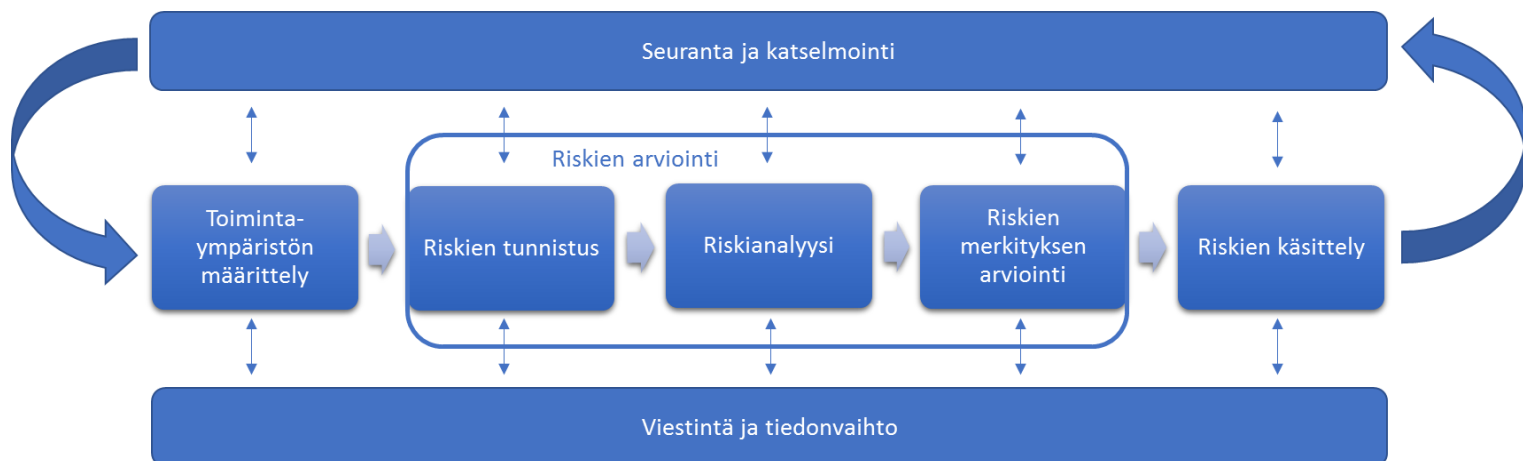 Seuranta ja katselmointi
Riskien arviointi
Toiminta-
ympäristön
määrittely
Riskien tunnistus
Riskianalyysi
Riskien
merkityksen
arviointi
Riskien käsittely
Viestintä ja tiedonvaihto